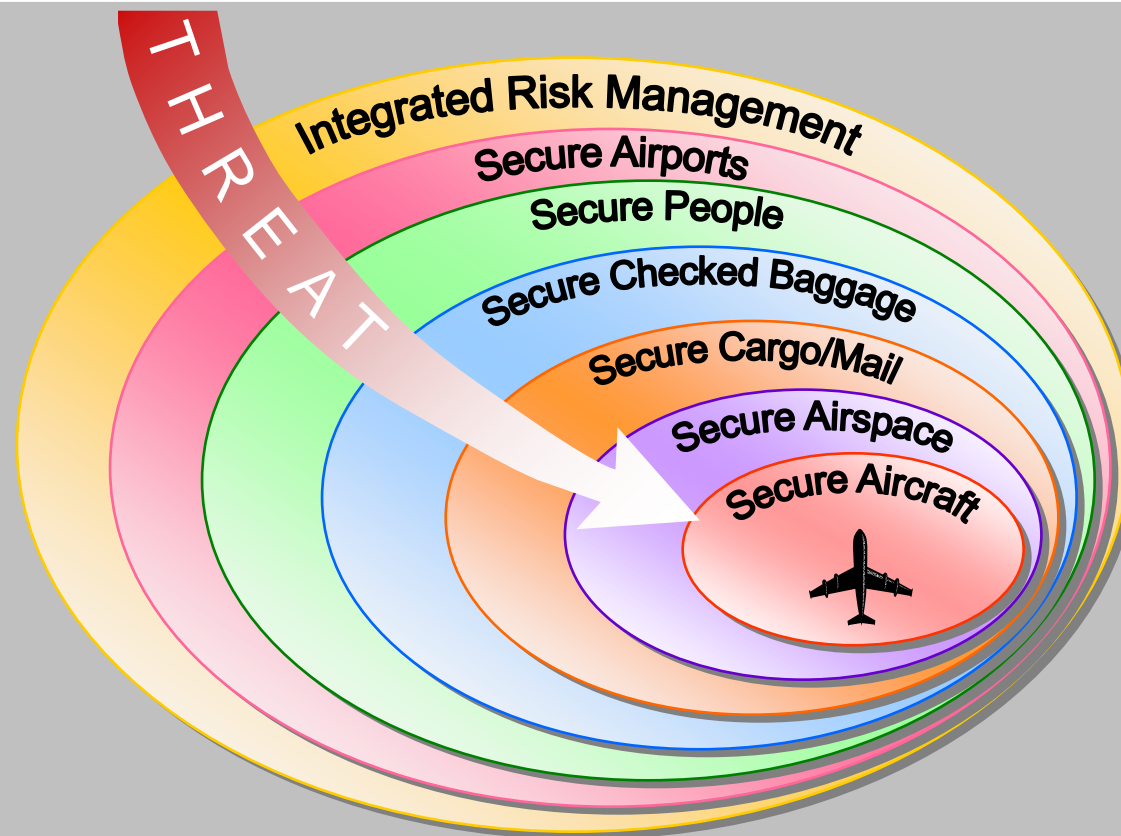 THREAT
Integrated Risk Management
Secure Airports
Secure People
Secure Checked Baggage
Secure Cargo/Mail
Secure Airspace
Secure Aircraft